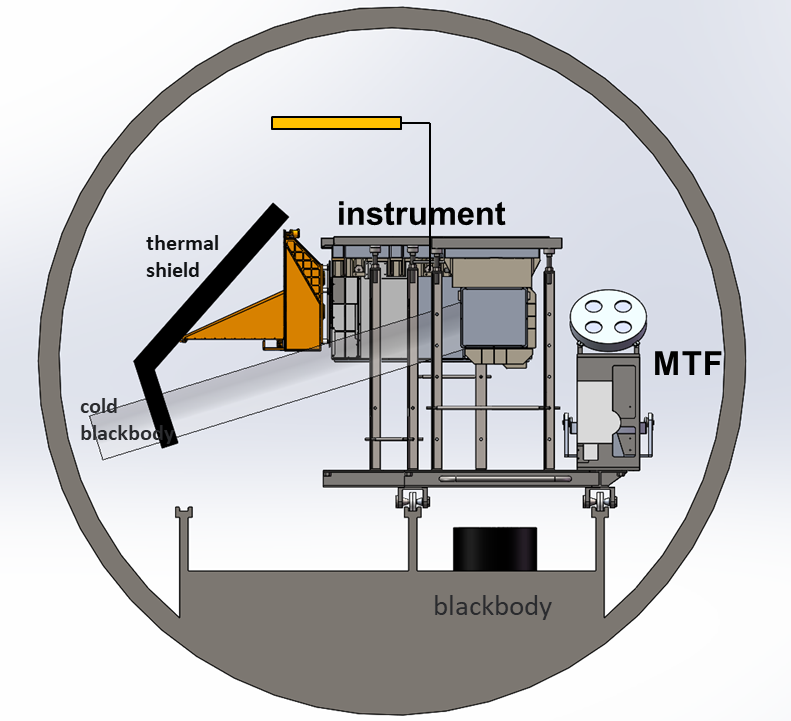 instrument
thermal
shield
MTF
cold
blackbody
blackbody